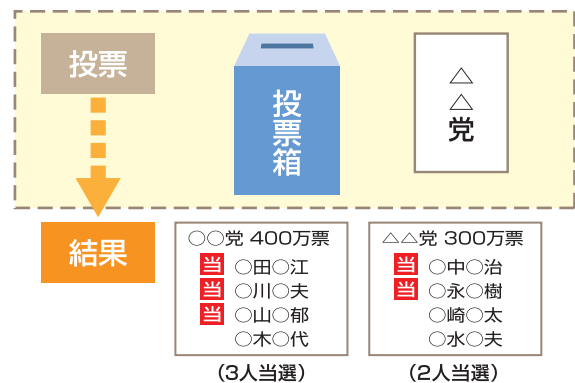 投票
投票箱
△△党
結果
○○党 400万票
当 ○田○江
当 ○川○夫
当 ○山○郁
○木○代
(3人当選)
△△党 300万票
当 ○中○治
当 ○永○樹
○崎○太
○水○夫
(2人当選)